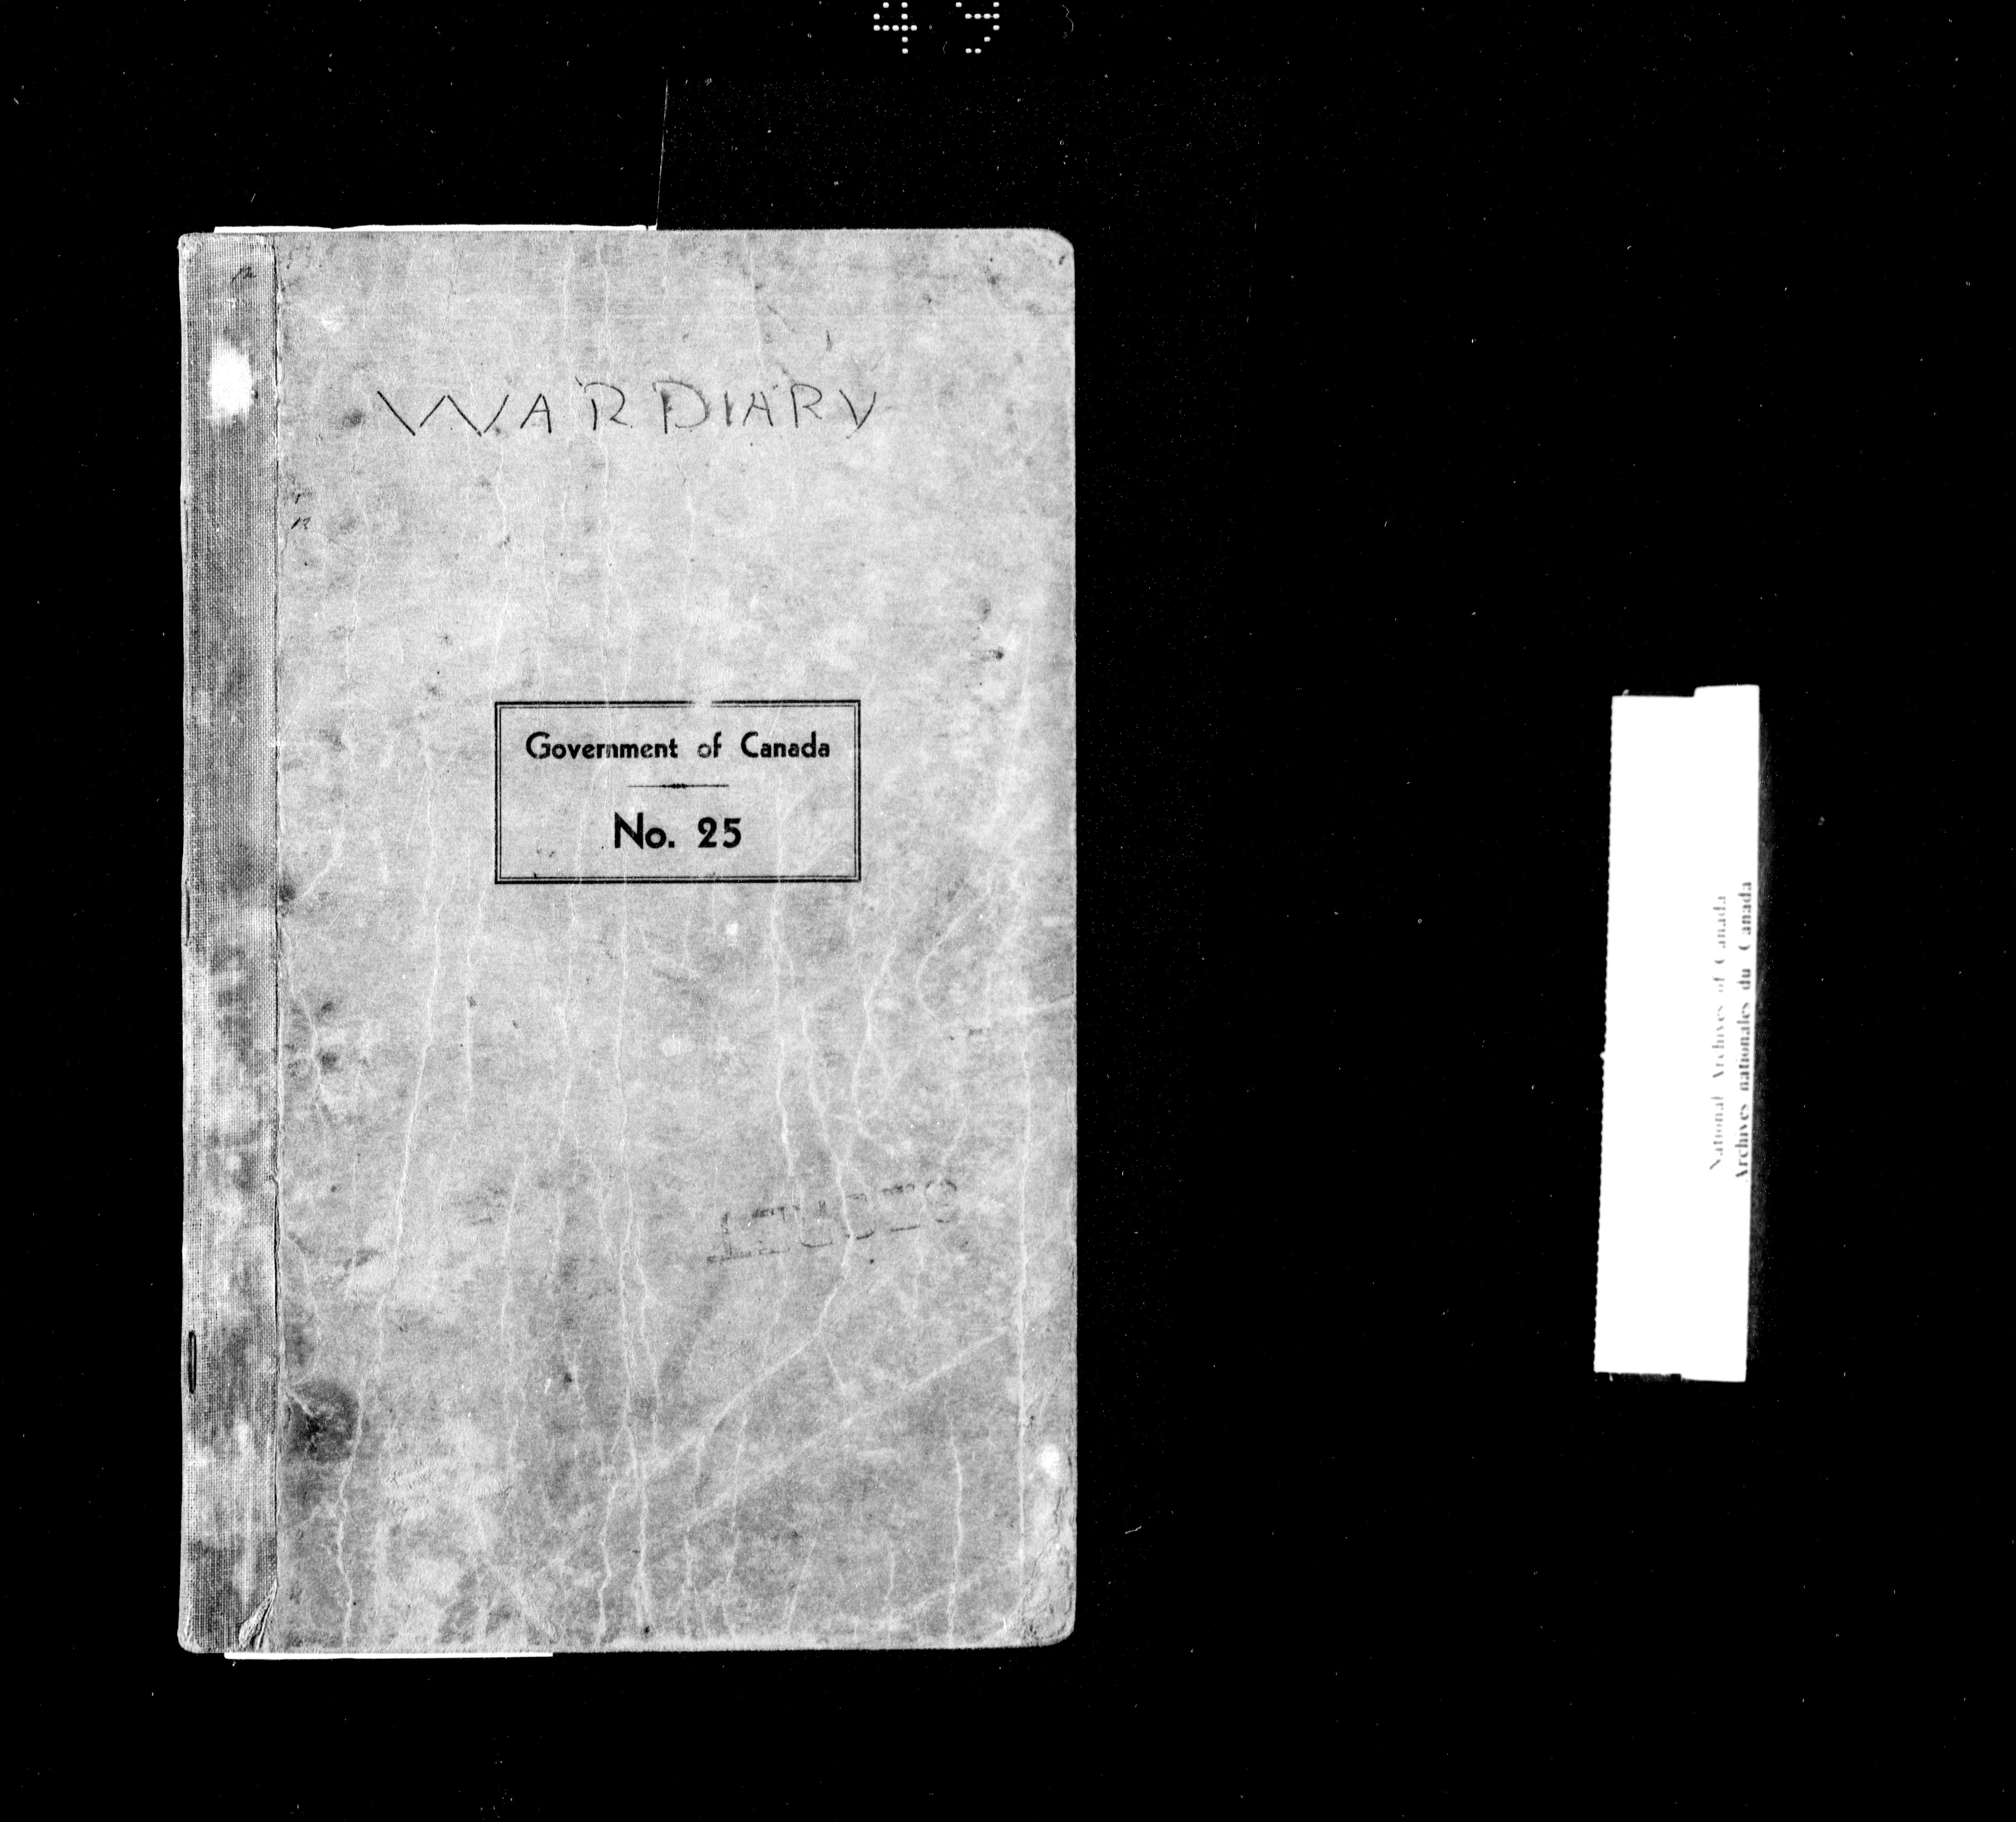 WAR DIARY
Government of Canada
No. 25
National Archives of Canada
Archives nationales du Canada